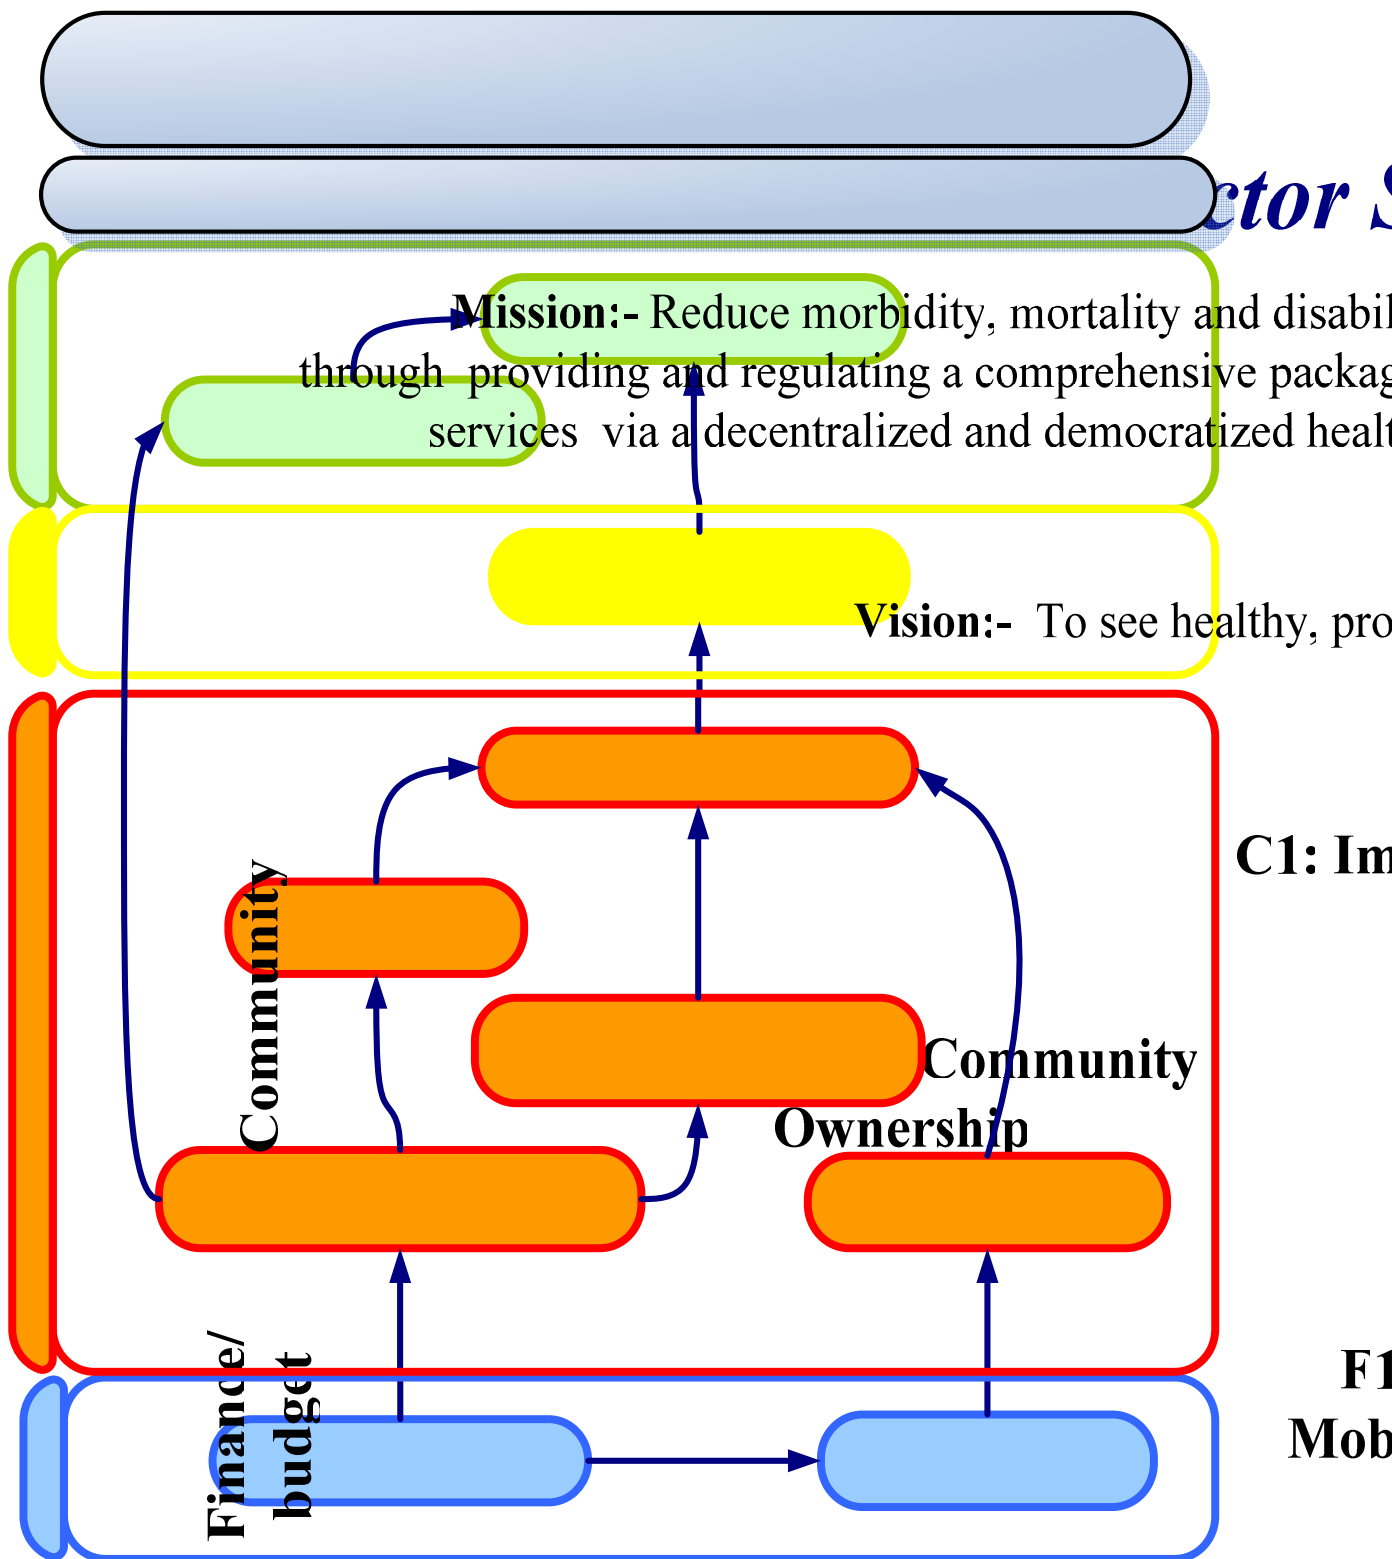 ctor S
Mission:- Reduce morbidity, mortality and disabil
through providing and regulating a comprehensive packag
services via a decentralized and democratized healt
Vision:- To see healthy, pro
C1: Im
Community
Community
Ownership
F1
Mob
Finance/
budget